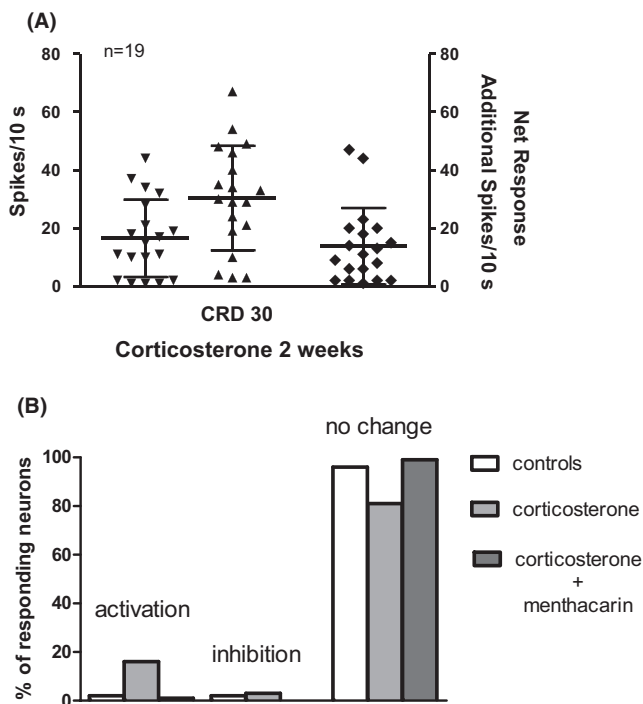 (A)
n=19
80
60
40
20
0
Spikes/10 s
80
60
40
20
0
Net Response
Additional Spikes/10 s
CRD 30
Corticosterone 2 weeks
(B)
no change
100
80
60
40
20
0
% of responding neurons
activation
inhibition
controls
corticosterone
corticosterone
+
menthacarin